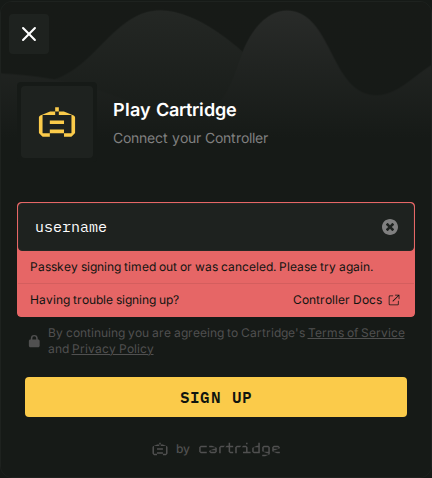 Play Cartridge
Connect your Controller
username
Passkey signing timed out or was canceled. Please try again.
Having trouble signing up? Controller Docs
By continuing you are agreeing to Cartridge's Terms of Service
and Privacy Policy
SIGN UP
by cartridge